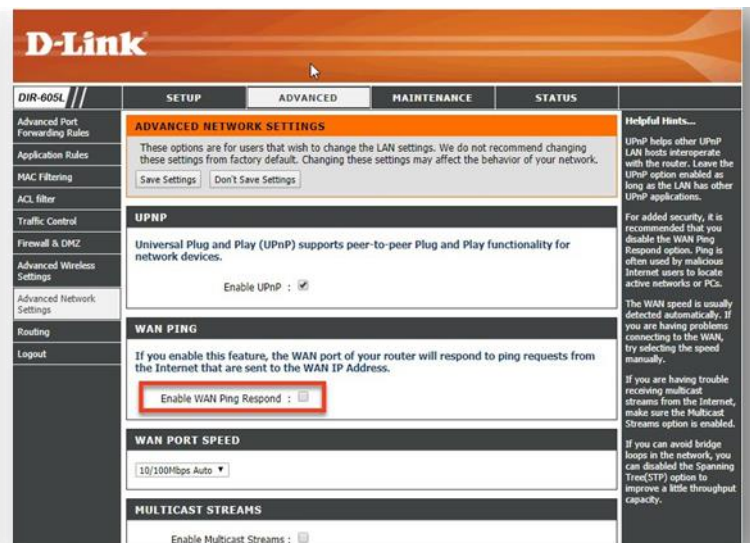 D-Link
DIR-605L
SETUP
ADVANCED
MAINTENANCE
STATUS
Advanced Port
Forwarding Rules
Application Rules
MAC Filtering
ACL filter
Traffic Control
Firewall & DMZ
Advanced Wireless
Settings
Advanced Network
Settings
Routing
Logout
ADVANCED NETWORK SETTINGS
These options are for users that wish to change the LAN settings. We do not recommend changing
these settings from factory default. Changing these settings may affect the behavior of your network.
Save Settings
Don't Save Settings
UPNP
Universal Plug and Play (UPnP) supports peer-to-peer Plug and Play functionality for
network devices.
Enable UPnP :
WAN PING
If you enable this feature, the WAN port of your router will respond to ping requests from
the Internet that are sent to the WAN IP Address.
Enable WAN Ping Respond :
WAN PORT SPEED
10/100Mbps Auto
MULTICAST STREAMS
Enable Multicast Streams :
Helpful Hints...
UPnP helps other UPnP
LAN hosts interoperate
with the router. Leave the
UPnP option enabled as
long as the LAN has other
UPnP applications.
For added security, it is
recommended that you
disable the WAN Ping
Respond option. Ping is
often used by malicious
Internet users to locate
active networks or PCs.
The WAN speed is usually
detected automatically. If
you are having problems
connecting to the WAN,
try selecting the speed
manually.
If you are having trouble
receiving multicast
streams from the Internet,
make sure the Multicast
Streams option is enabled.
If you can avoid bridge
loops in the network, you
can disabled the Spanning
Tree(STP) option to
improve a little throughput
capacity.